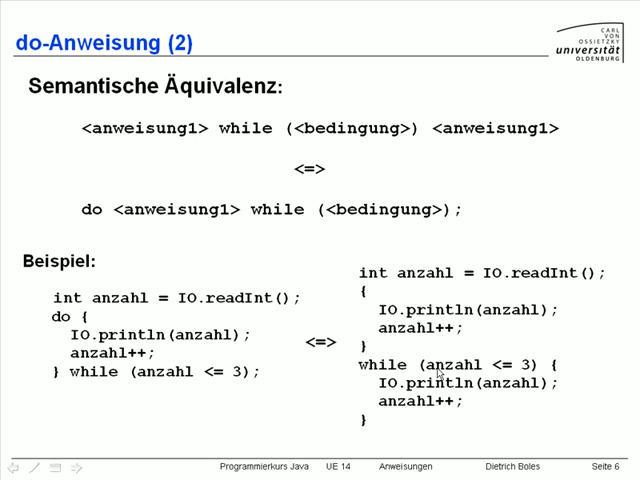 do-Anweisung (2)
CARL
VON
OSSIETZKY
universität
OLDENBURG
Semantische Äquivalenz:
<anweisung1> while (<bedingung>) <anweisung1>
<=>
do <anweisung1> while (<bedingung>);
Beispiel:
int anzahl = IO.readInt();
do {
IO.println(anzahl);
anzahl++;
} while (anzahl <= 3);
<=>
int anzahl = IO.readInt();
{
IO.println(anzahl);
anzahl++;
}
while (anzahl <= 3) {
IO.println(anzahl);
anzahl++;
}
Programmierkurs Java UE 14 Anweisungen Dietrich Boles Seite 6